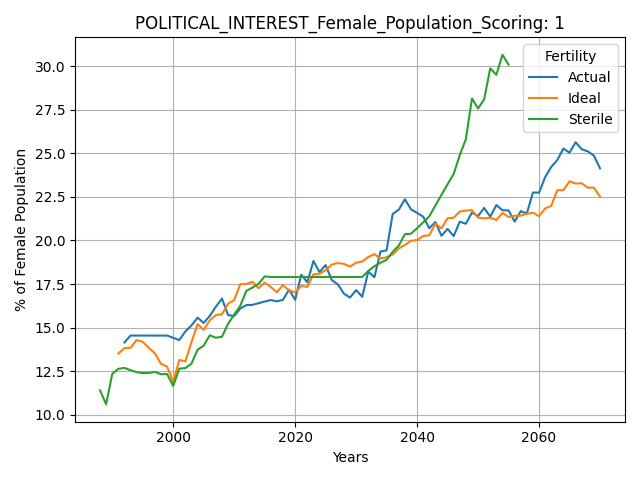 POLITICAL_INTEREST_Female_Population_Scoring: 1
% of Female Population
30.0
27.5
25.0
22.5
20.0
17.5
15.0
12.5
10.0
Fertility
Actual
Ideal
Sterile
2000 2020 2040 2060
Years